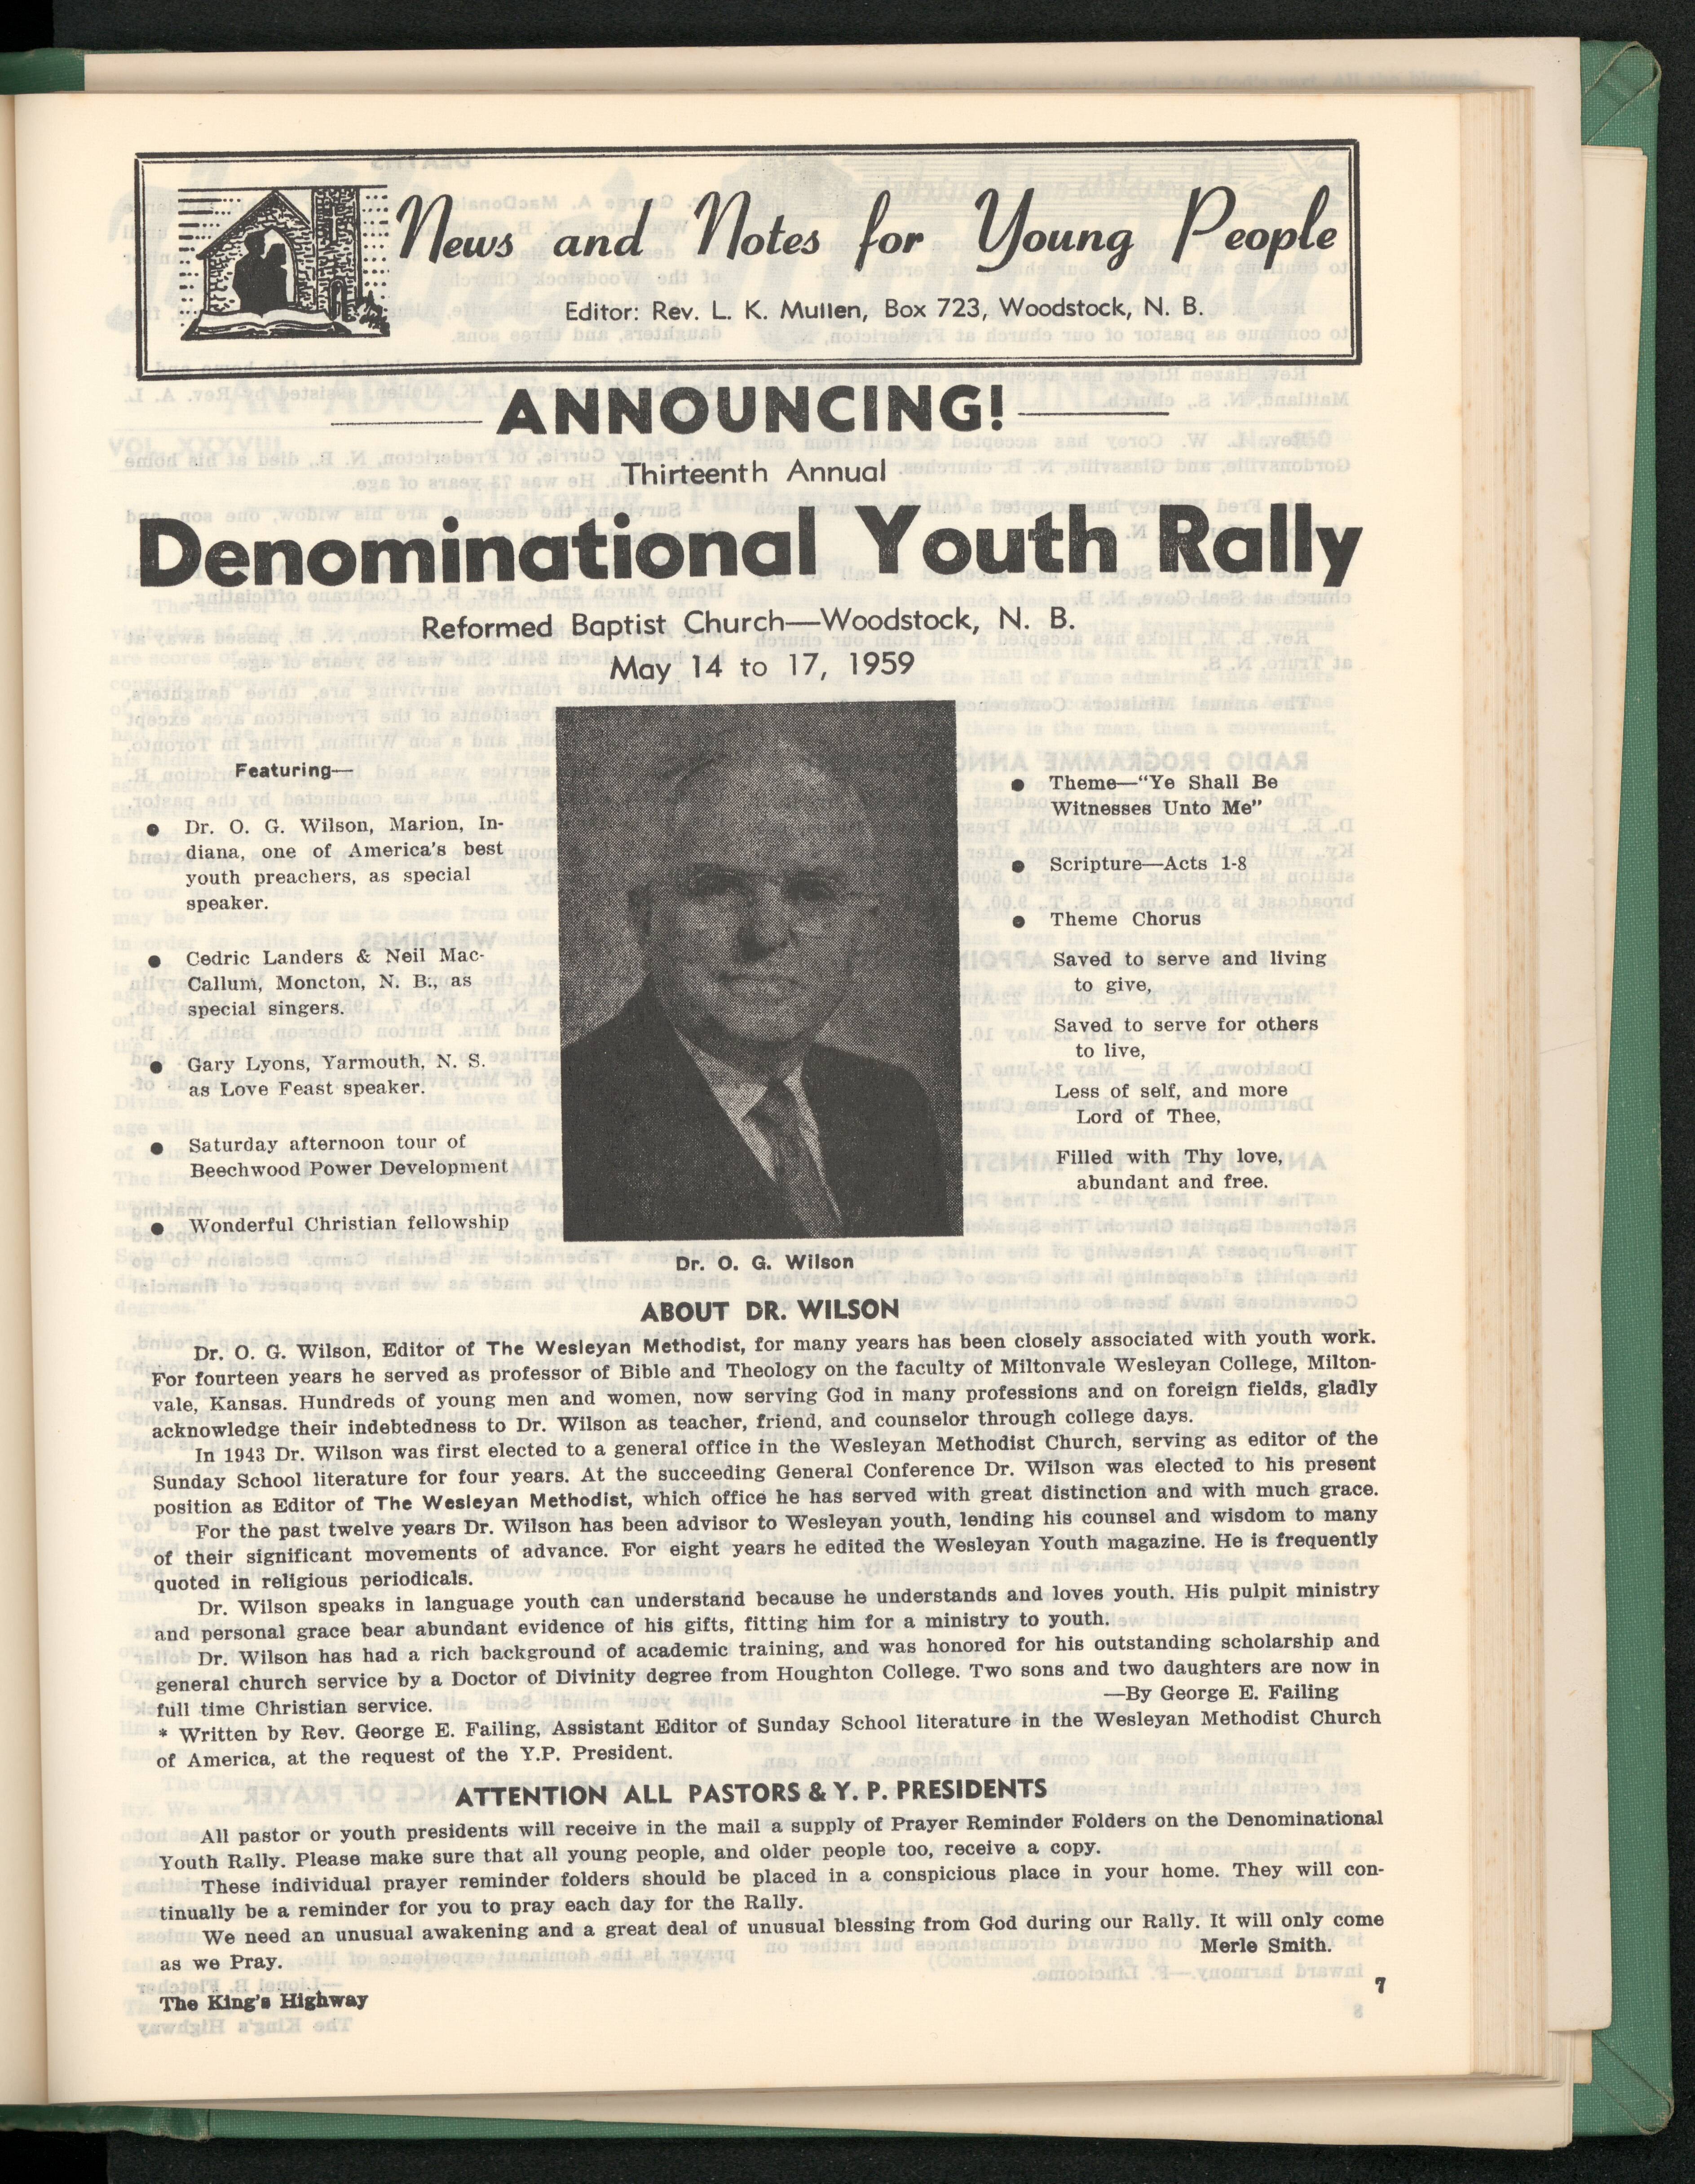 News and Notes for Young People
Editor: Rev. L. K. Mullen, Box 723, Woodstock, N. B.
ANNOUNCING!
Thirteenth Annual
Denominational Youth Rally
Reformed Baptist Church—Woodstock, N. B.
May 14 to 17, 1959
Featuring—
● Dr. O. G. Wilson, Marion, In-
diana, one of America's best
youth preachers, as special
speaker.
● Cedric Landers & Neil Mac-
Callum, Moncton, N. B., as
special singers.
● Gary Lyons, Yarmouth, N. S.
as Love Feast speaker.
● Saturday afternoon tour of
Beechwood Power Development
● Wonderful Christian fellowship
● Theme—“Ye Shall Be
Witnesses Unto Me”
● Scripture—Acts 1-8
● Theme Chorus
Saved to serve and living
to give,
Saved to serve for others
to live,
Less of self, and more
Lord of Thee,
Filled with Thy love,
abundant and free.
Dr. O. G. Wilson
ABOUT DR. WILSON
Dr. O. G. Wilson, Editor of The Wesleyan Methodist, for many years has been closely associated with youth work.
For fourteen years he served as professor of Bible and Theology on the faculty of Miltonvale Wesleyan College, Milton-
vale, Kansas. Hundreds of young men and women, now serving God in many professions and on foreign fields, gladly
acknowledge their indebtedness to Dr. Wilson as teacher, friend, and counselor through college days.
In 1943 Dr. Wilson was first elected to a general office in the Wesleyan Methodist Church, serving as editor of the
Sunday School literature for four years. At the succeeding General Conference Dr. Wilson was elected to his present
position as Editor of The Wesleyan Methodist, which office he has served with great distinction and with much grace.
For the past twelve years Dr. Wilson has been advisor to Wesleyan youth, lending his counsel and wisdom to many
of their significant movements of advance. For eight years he edited the Wesleyan Youth magazine. He is frequently
quoted in religious periodicals.
Dr. Wilson speaks in language youth can understand because he understands and loves youth. His pulpit ministry
and personal grace bear abundant evidence of his gifts, fitting him for a ministry to youth.
Dr. Wilson has had a rich background of academic training, and was honored for his outstanding scholarship and
general church service by a Doctor of Divinity degree from Houghton College. Two sons and two daughters are now in
full time Christian service.
—By George E. Failing
* Written by Rev. George E. Failing, Assistant Editor of Sunday School literature in the Wesleyan Methodist Church
of America, at the request of the Y.P. President.
ATTENTION ALL PASTORS & Y. P. PRESIDENTS
All pastor or youth presidents will receive in the mail a supply of Prayer Reminder Folders on the Denominational
Youth Rally. Please make sure that all young people, and older people too, receive a copy.
These individual prayer reminder folders should be placed in a conspicious place in your home. They will con-
tinually be a reminder for you to pray each day for the Rally.
We need an unusual awakening and a great deal of unusual blessing from God during our Rally. It will only come
as we Pray.
Merle Smith.
The King's Highway
7